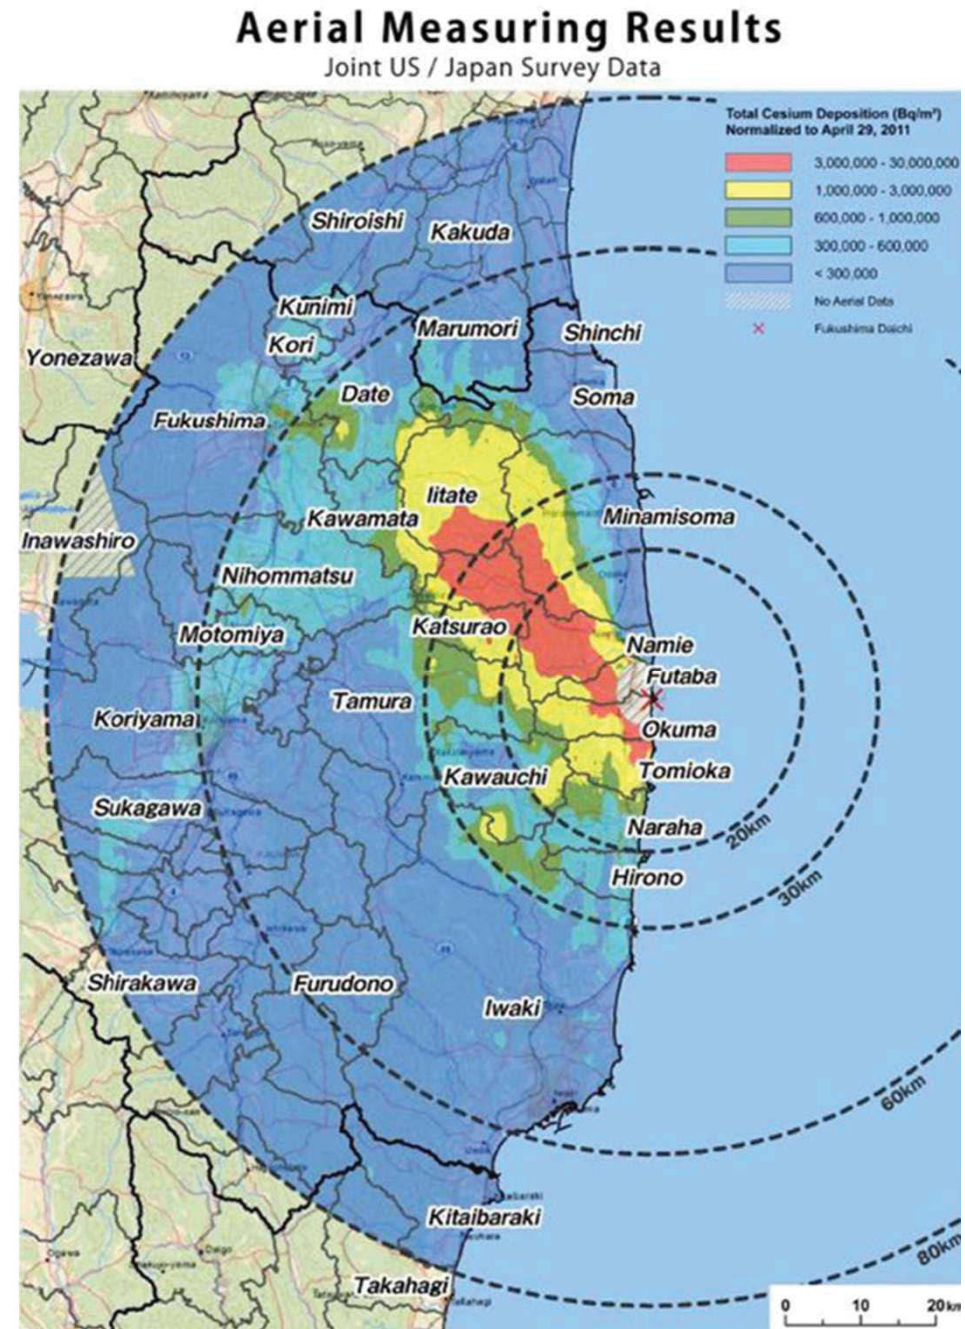 Aerial Measuring Results
Joint US / Japan Survey Data
Total Cesium Deposition (Bq/m²)
Normalized to April 29, 2011
3,000,000 - 30,000,000
1,000,000 - 3,000,000
600,000 - 1,000,000
300,000 - 600,000
< 300,000
No Aerial Data
Fukushima Daichi
Shiroishi
Kakuda
Kunimi
Marumori
Shinchi
Kori
Yonezawa
Date
Soma
Fukushima
Iitate
Kawamata
Minamisoma
Inawashiro
Nihommatsu
Katsurao
Motomiya
Namie
Futaba
Tamura
Koriyama
Okuma
Kawauchi
Tomioka
Sukagawa
Naraha
20km
Hirono
30km
Shirakawa
Furudono
Iwaki
60km
Kitaibaraki
80km
Takahagi
0 10 20km